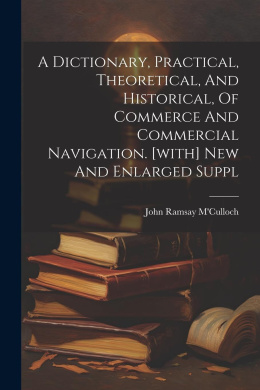 A Dictionary, Practical,
Theoretical, And
Historical, Of
Commerce And
Commercial
Navigation. [with] New
And Enlarged Suppl
John Ramsay M'Culloch